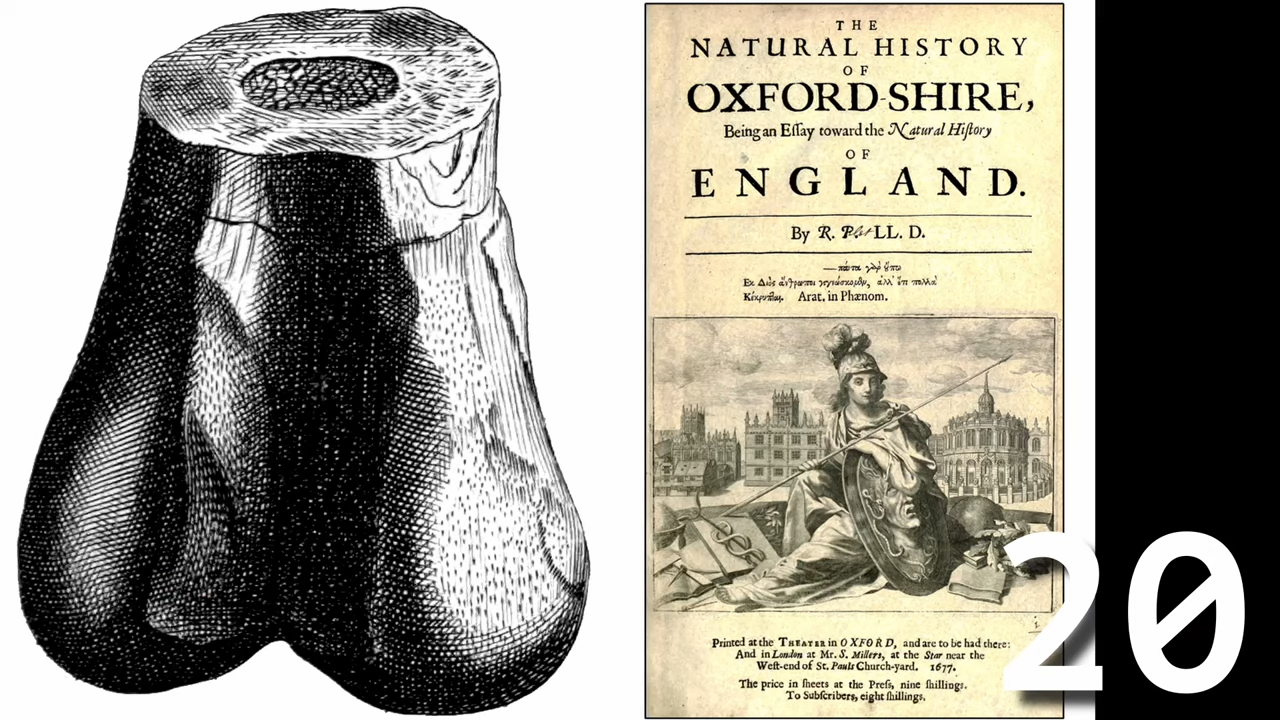 THE
NATURAL HISTORY
OF
OXFORD-SHIRE,
Being an Eſſay toward the Natural Hiſtory
OF
ENGLAND.
By R. Plot LL. D.
Arat. in Phænom.
Printed at the THEATER in OXFORD, and are to be had there:
And in London at Mr. S. Millers, at the Star near the
Weſt-end of St. Pauls Church-yard. 1677.
The price in ſheets at the Preſs, nine ſhillings.
To Subſcribers, eight ſhillings.
20